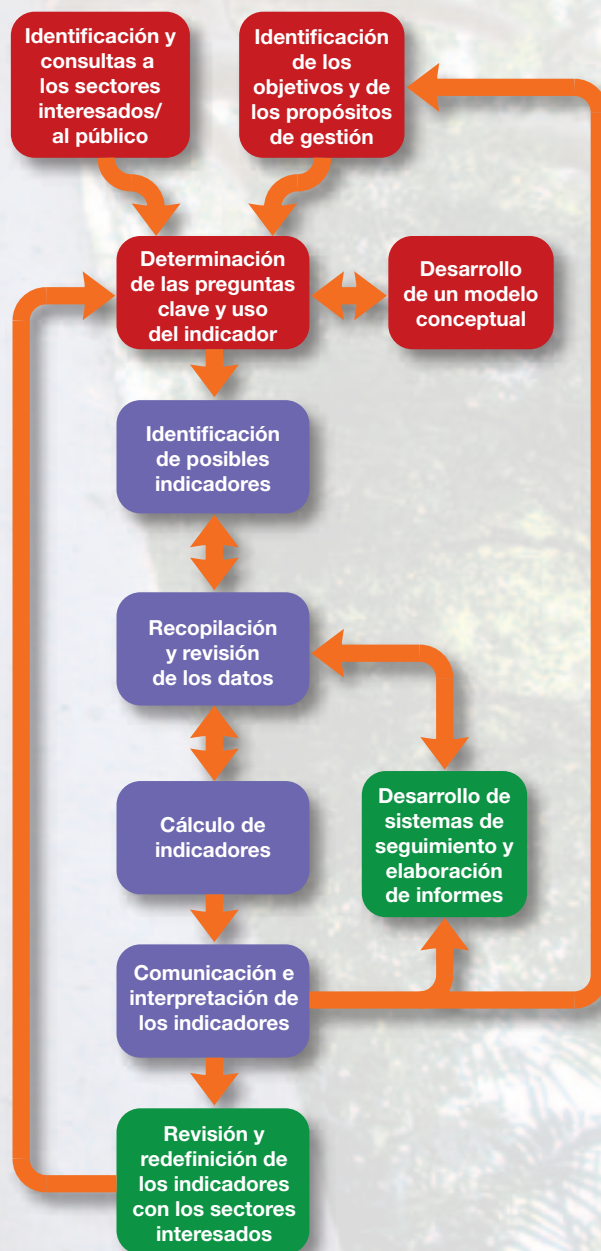 Identificación y
consultas a
los sectores
interesados/
al público
Identificación
de los
objetivos y de
los propósitos
de gestión
Determinación
de las preguntas
clave y uso
del indicador
Desarrollo
de un modelo
conceptual
Identificación
de posibles
indicadores
Recopilación
y revisión
de los datos
Cálculo de
indicadores
Desarrollo de
sistemas de
seguimiento y
elaboración
de informes
Comunicación e
interpretación de
los indicadores
Revisión y
redefinición de
los indicadores
con los sectores
interesados